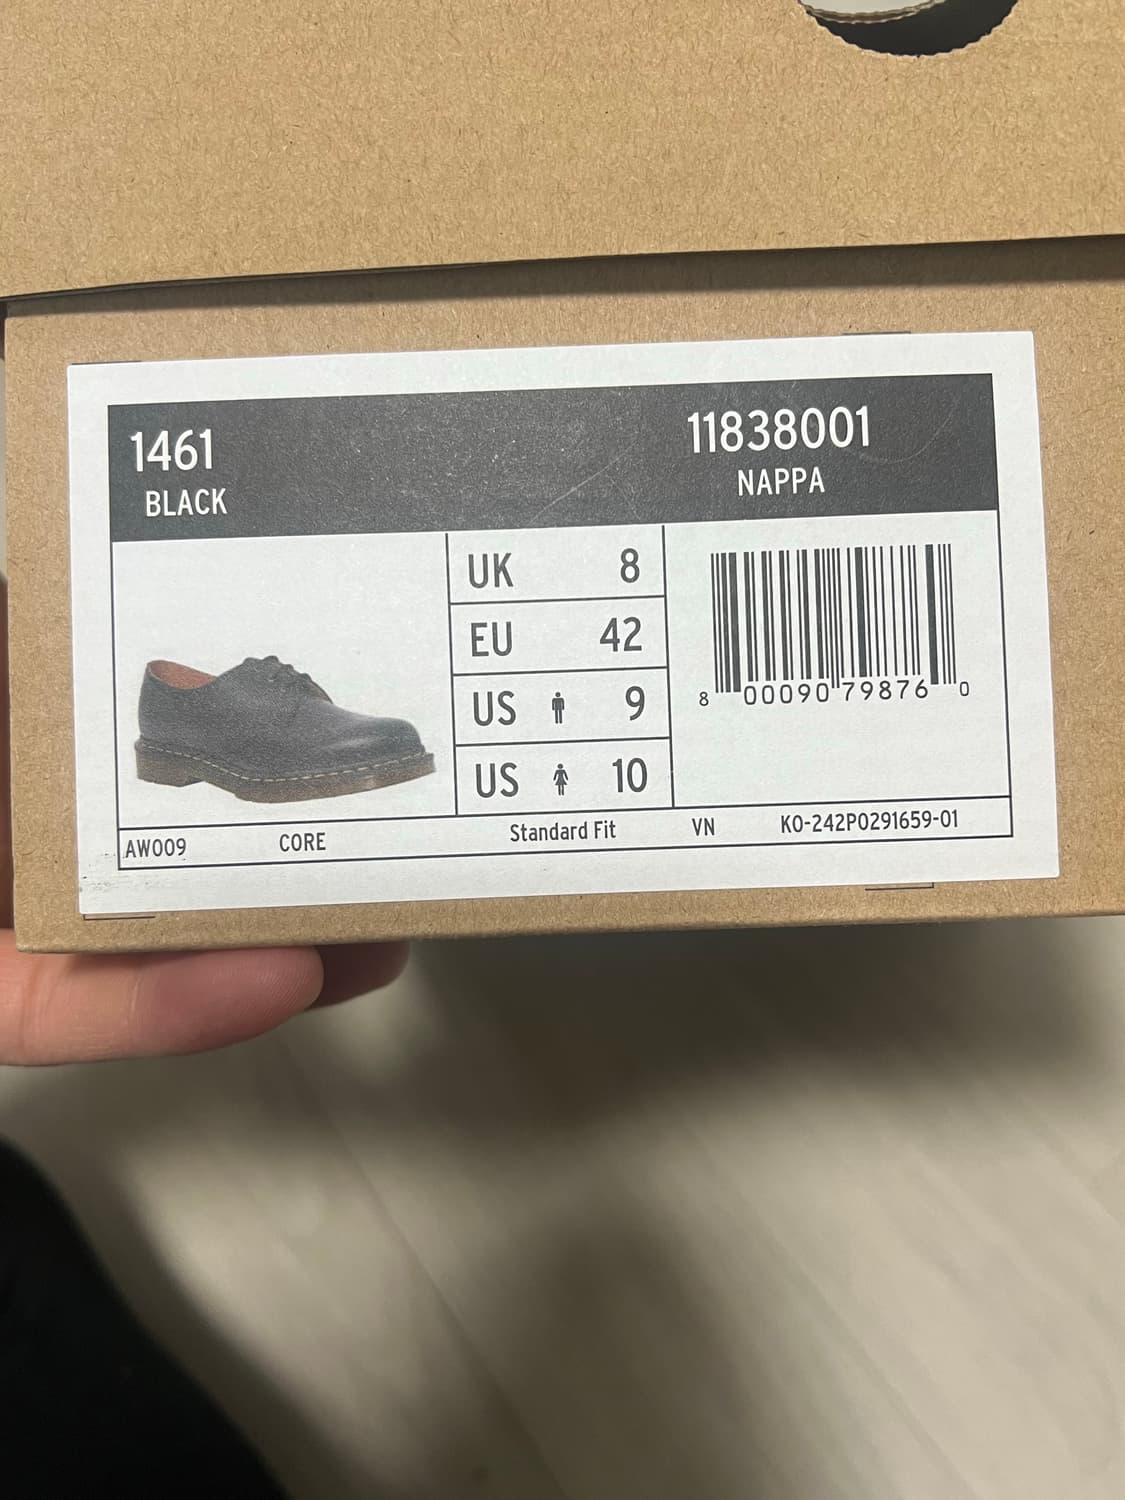 1461
BLACK
11838001
NAPPA
UK 8
EU 42
US 9
US 10
8 00090 79876 0
AW009 CORE Standard Fit VN KO-242P0291659-01